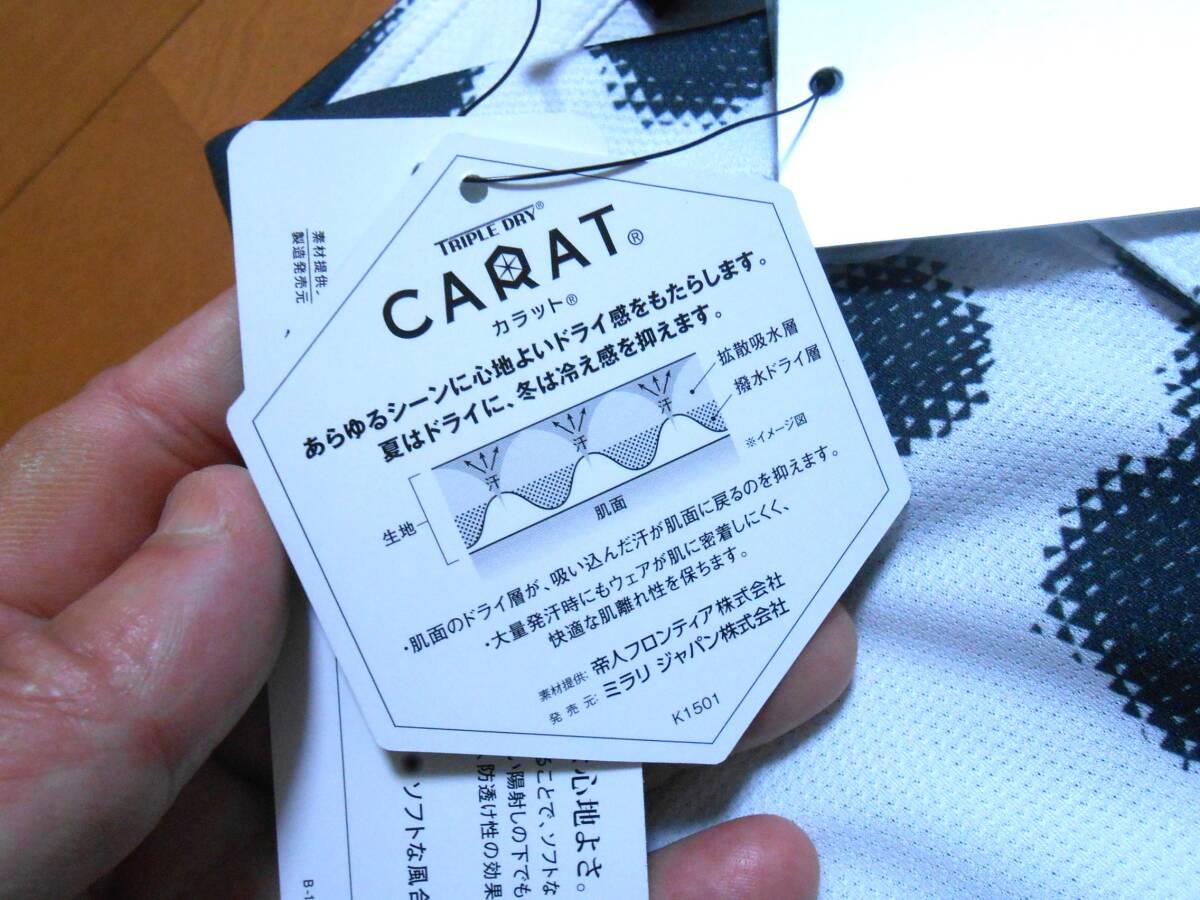 TRIPLE DRY®
CARAT®
カラット®
あらゆるシーンに心地よいドライ感をもたらします。
夏はドライに、冬は冷え感を抑えます。
拡散吸水層
撥水ドライ層
汗
汗
汗
※イメージ図
生地
肌面
・肌面のドライ層が、吸い込んだ汗が肌面に戻るのを抑えます。
・大量発汗時にもウェアが肌に密着しにくく、
快適な肌離れ性を保ちます。
素材提供: 帝人フロンティア株式会社
発売元: ミラリ ジャパン株式会社
K1501
素材提供
製造発売元
心地よさ。
ることで、ソフトな
い陽射しの下でも
、防透け性の効果
ソフトな風合
B-1